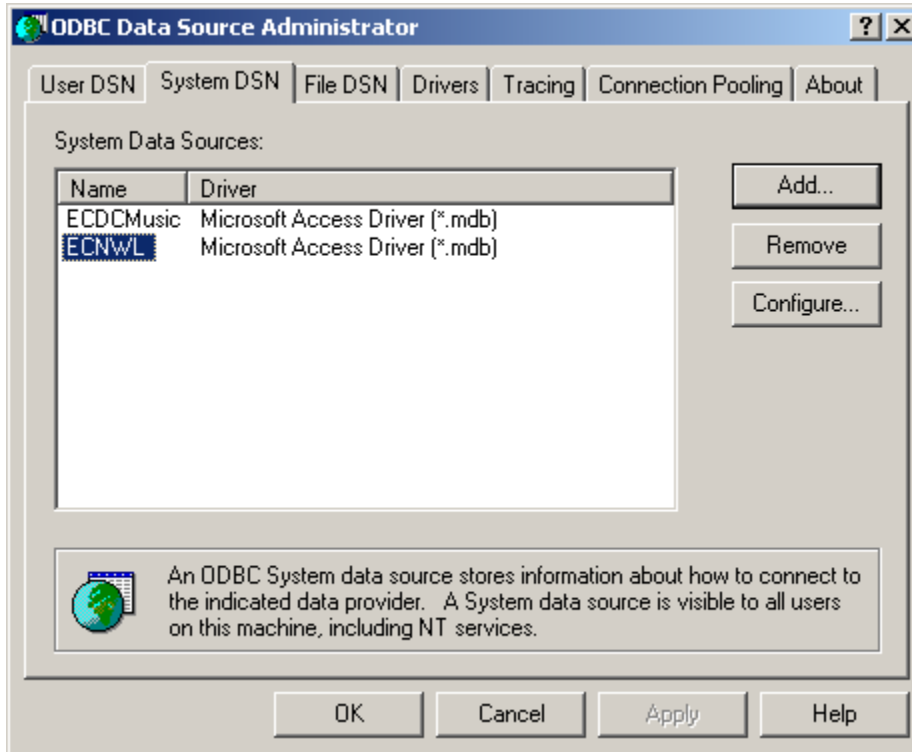 ODBC Data Source Administrator
User DSN System DSN File DSN Drivers Tracing Connection Pooling About
System Data Sources:
Name Driver
ECDCMusic Microsoft Access Driver (*.mdb)
ECNWL Microsoft Access Driver (*.mdb)
Add...
Remove
Configure...
An ODBC System data source stores information about how to connect to
the indicated data provider. A System data source is visible to all users
on this machine, including NT services.
OK Cancel Apply Help